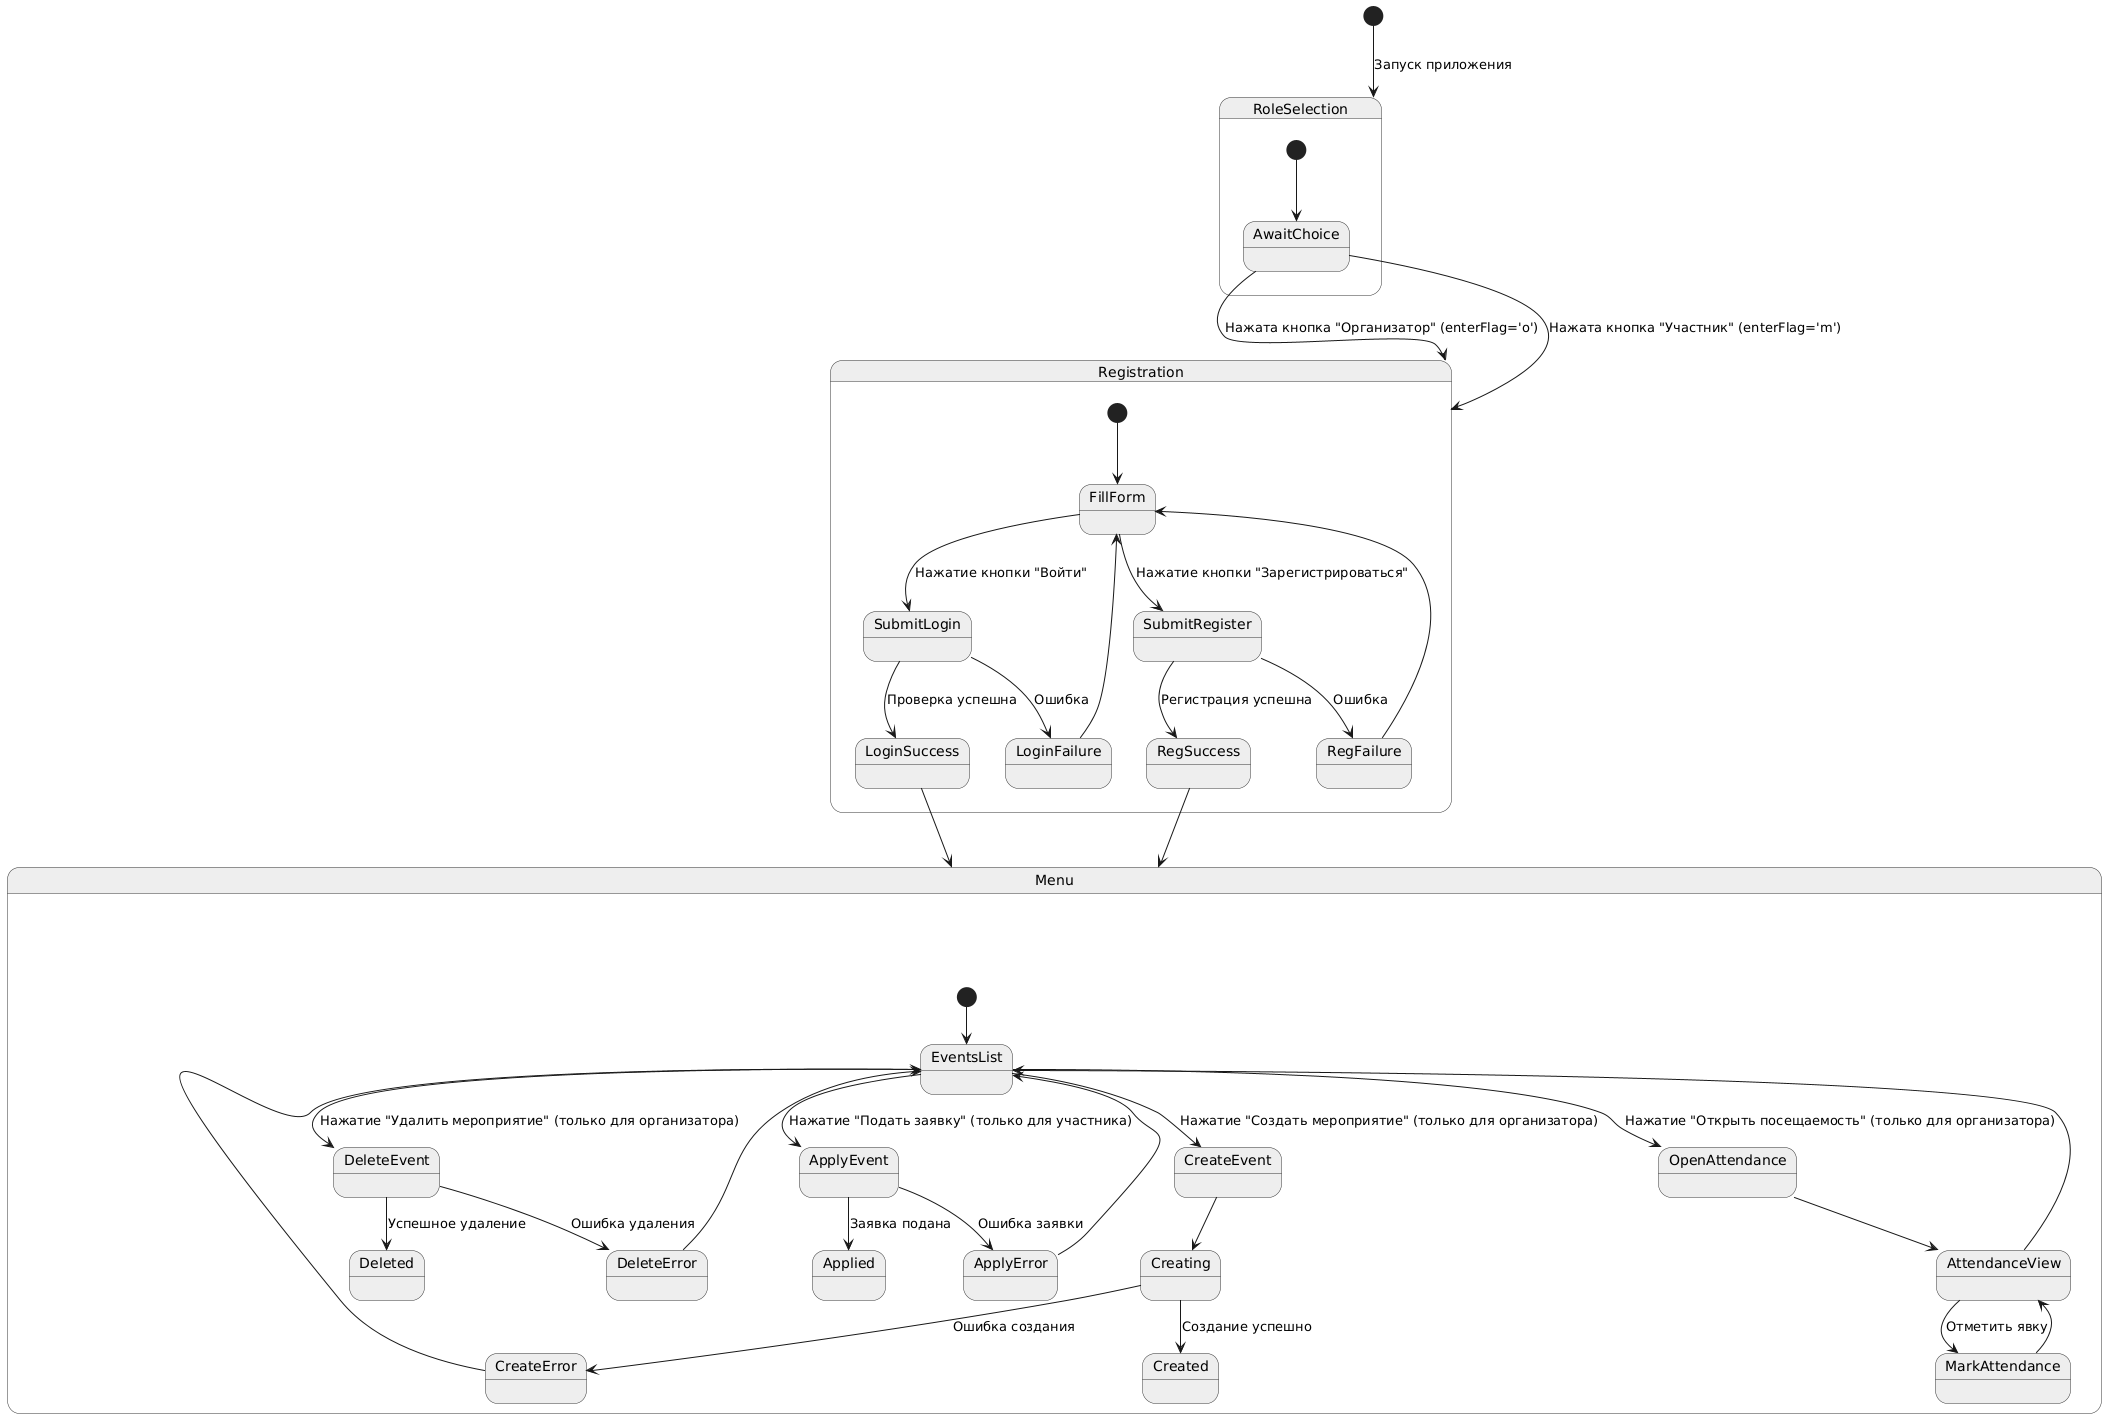 Запуск приложения
RoleSelection
AwaitChoice
Нажата кнопка "Организатор" (enterFlag='o')
Нажата кнопка "Участник" (enterFlag='m')
Registration
FillForm
Нажатие кнопки "Войти"
Нажатие кнопки "Зарегистрироваться"
SubmitLogin
SubmitRegister
Проверка успешна
Ошибка
Регистрация успешна
Ошибка
LoginSuccess
LoginFailure
RegSuccess
RegFailure
Menu
EventsList
Нажатие "Удалить мероприятие" (только для организатора)
Нажатие "Подать заявку" (только для участника)
Нажатие "Создать мероприятие" (только для организатора)
Нажатие "Открыть посещаемость" (только для организатора)
DeleteEvent
ApplyEvent
CreateEvent
OpenAttendance
Успешное удаление
Ошибка удаления
Заявка подана
Ошибка заявки
Deleted
DeleteError
Applied
ApplyError
Creating
AttendanceView
Ошибка создания
Создание успешно
Отметить явку
CreateError
Created
MarkAttendance